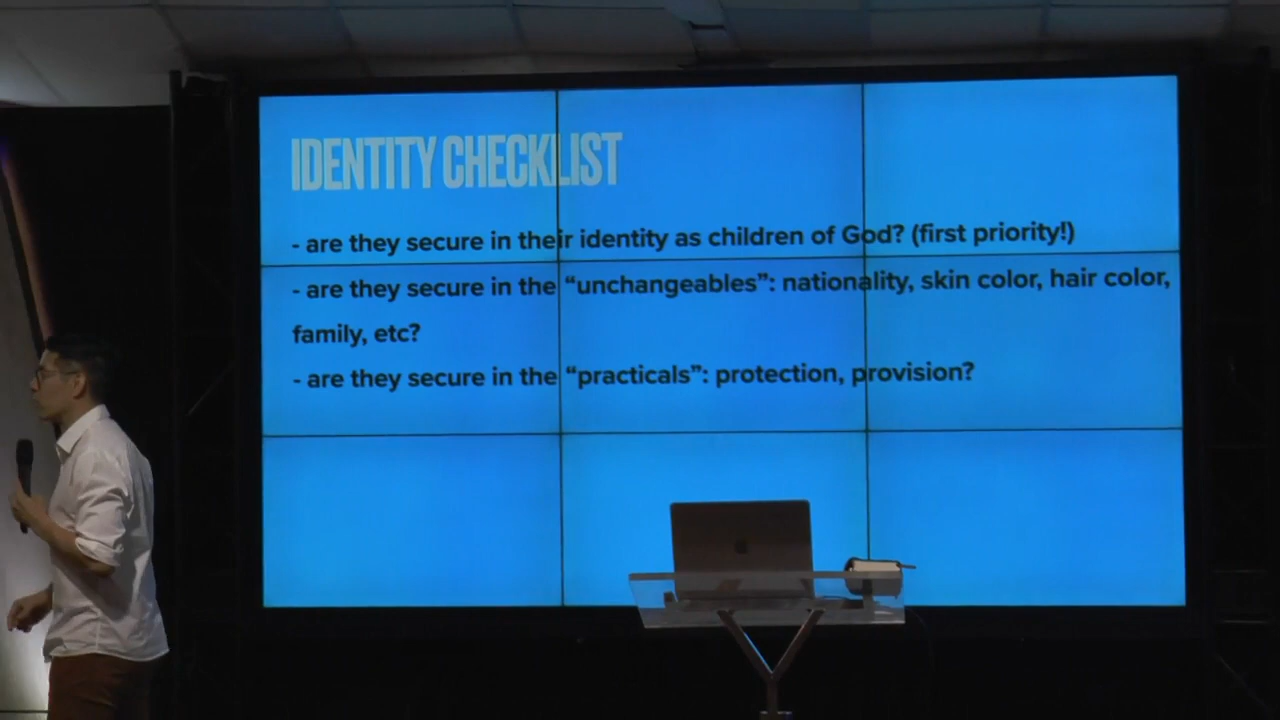 IDENTITY CHECKLIST
- are they secure in their identity as children of God? (first priority!)
- are they secure in the “unchangeables”: nationality, skin color, hair color,
family, etc?
- are they secure in the “practicals”: protection, provision?